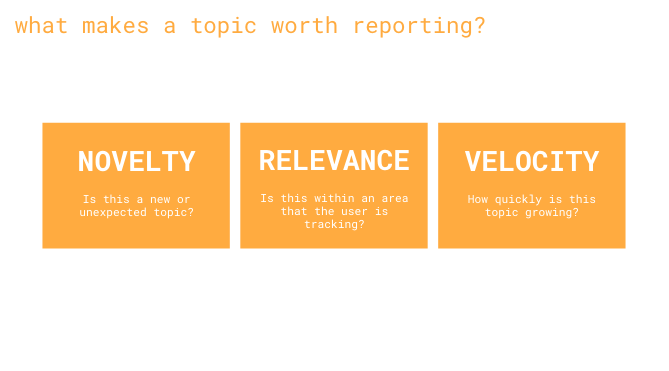 what makes a topic worth reporting?
NOVELTY
Is this a new or
unexpected topic?
RELEVANCE
Is this within an area
that the user is
tracking?
VELOCITY
How quickly is this
topic growing?